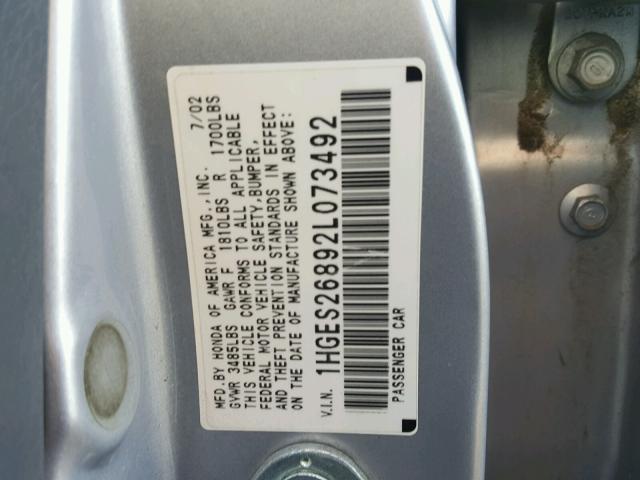 MFD. BY HONDA OF AMERICA MFG.,INC. 7/02
GVWR 3485LBS GAWR F 1810LBS R 1700LBS
THIS VEHICLE CONFORMS TO ALL APPLICABLE
FEDERAL MOTOR VEHICLE SAFETY,BUMPER,
AND THEFT PREVENTION STANDARDS IN EFFECT
ON THE DATE OF MANUFACTURE SHOWN ABOVE:
V.I.N. 1HGES26892L073492
PASSENGER CAR